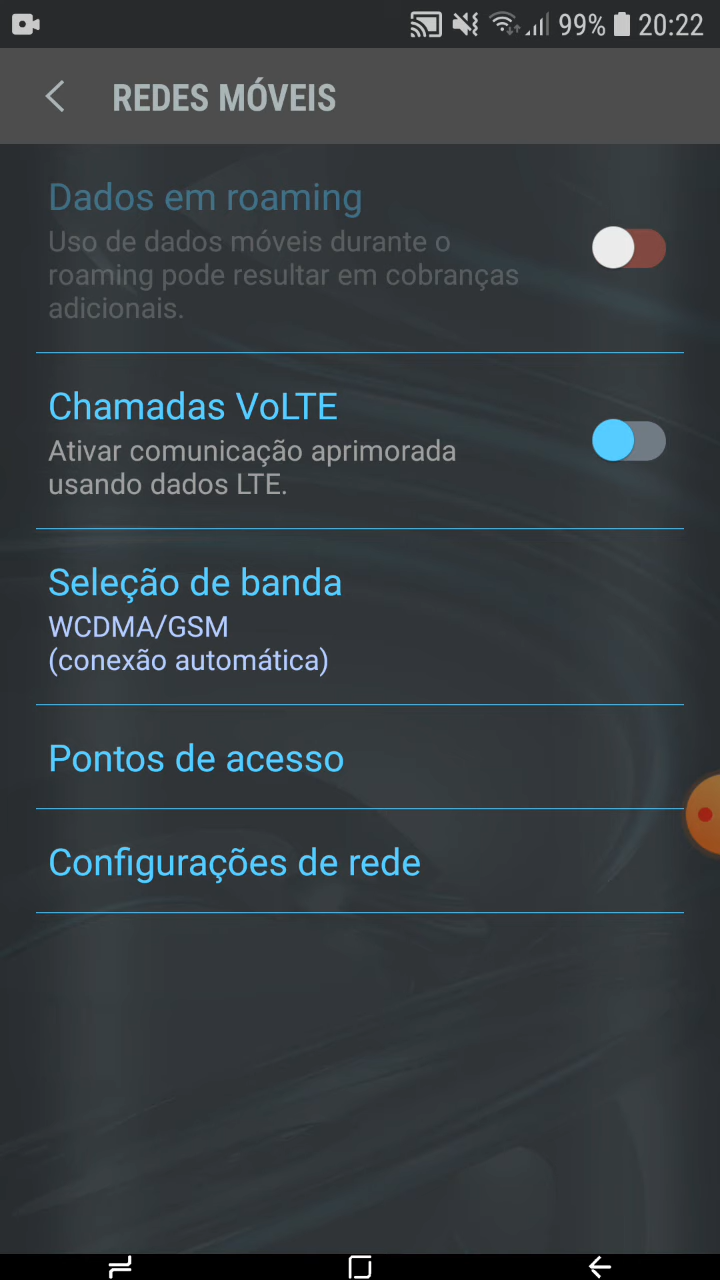 99% 20:22
REDES MÓVEIS
Dados em roaming
Uso de dados móveis durante o
roaming pode resultar em cobranças
adicionais.
Chamadas VoLTE
Ativar comunicação aprimorada
usando dados LTE.
Seleção de banda
WCDMA/GSM
(conexão automática)
Pontos de acesso
Configurações de rede